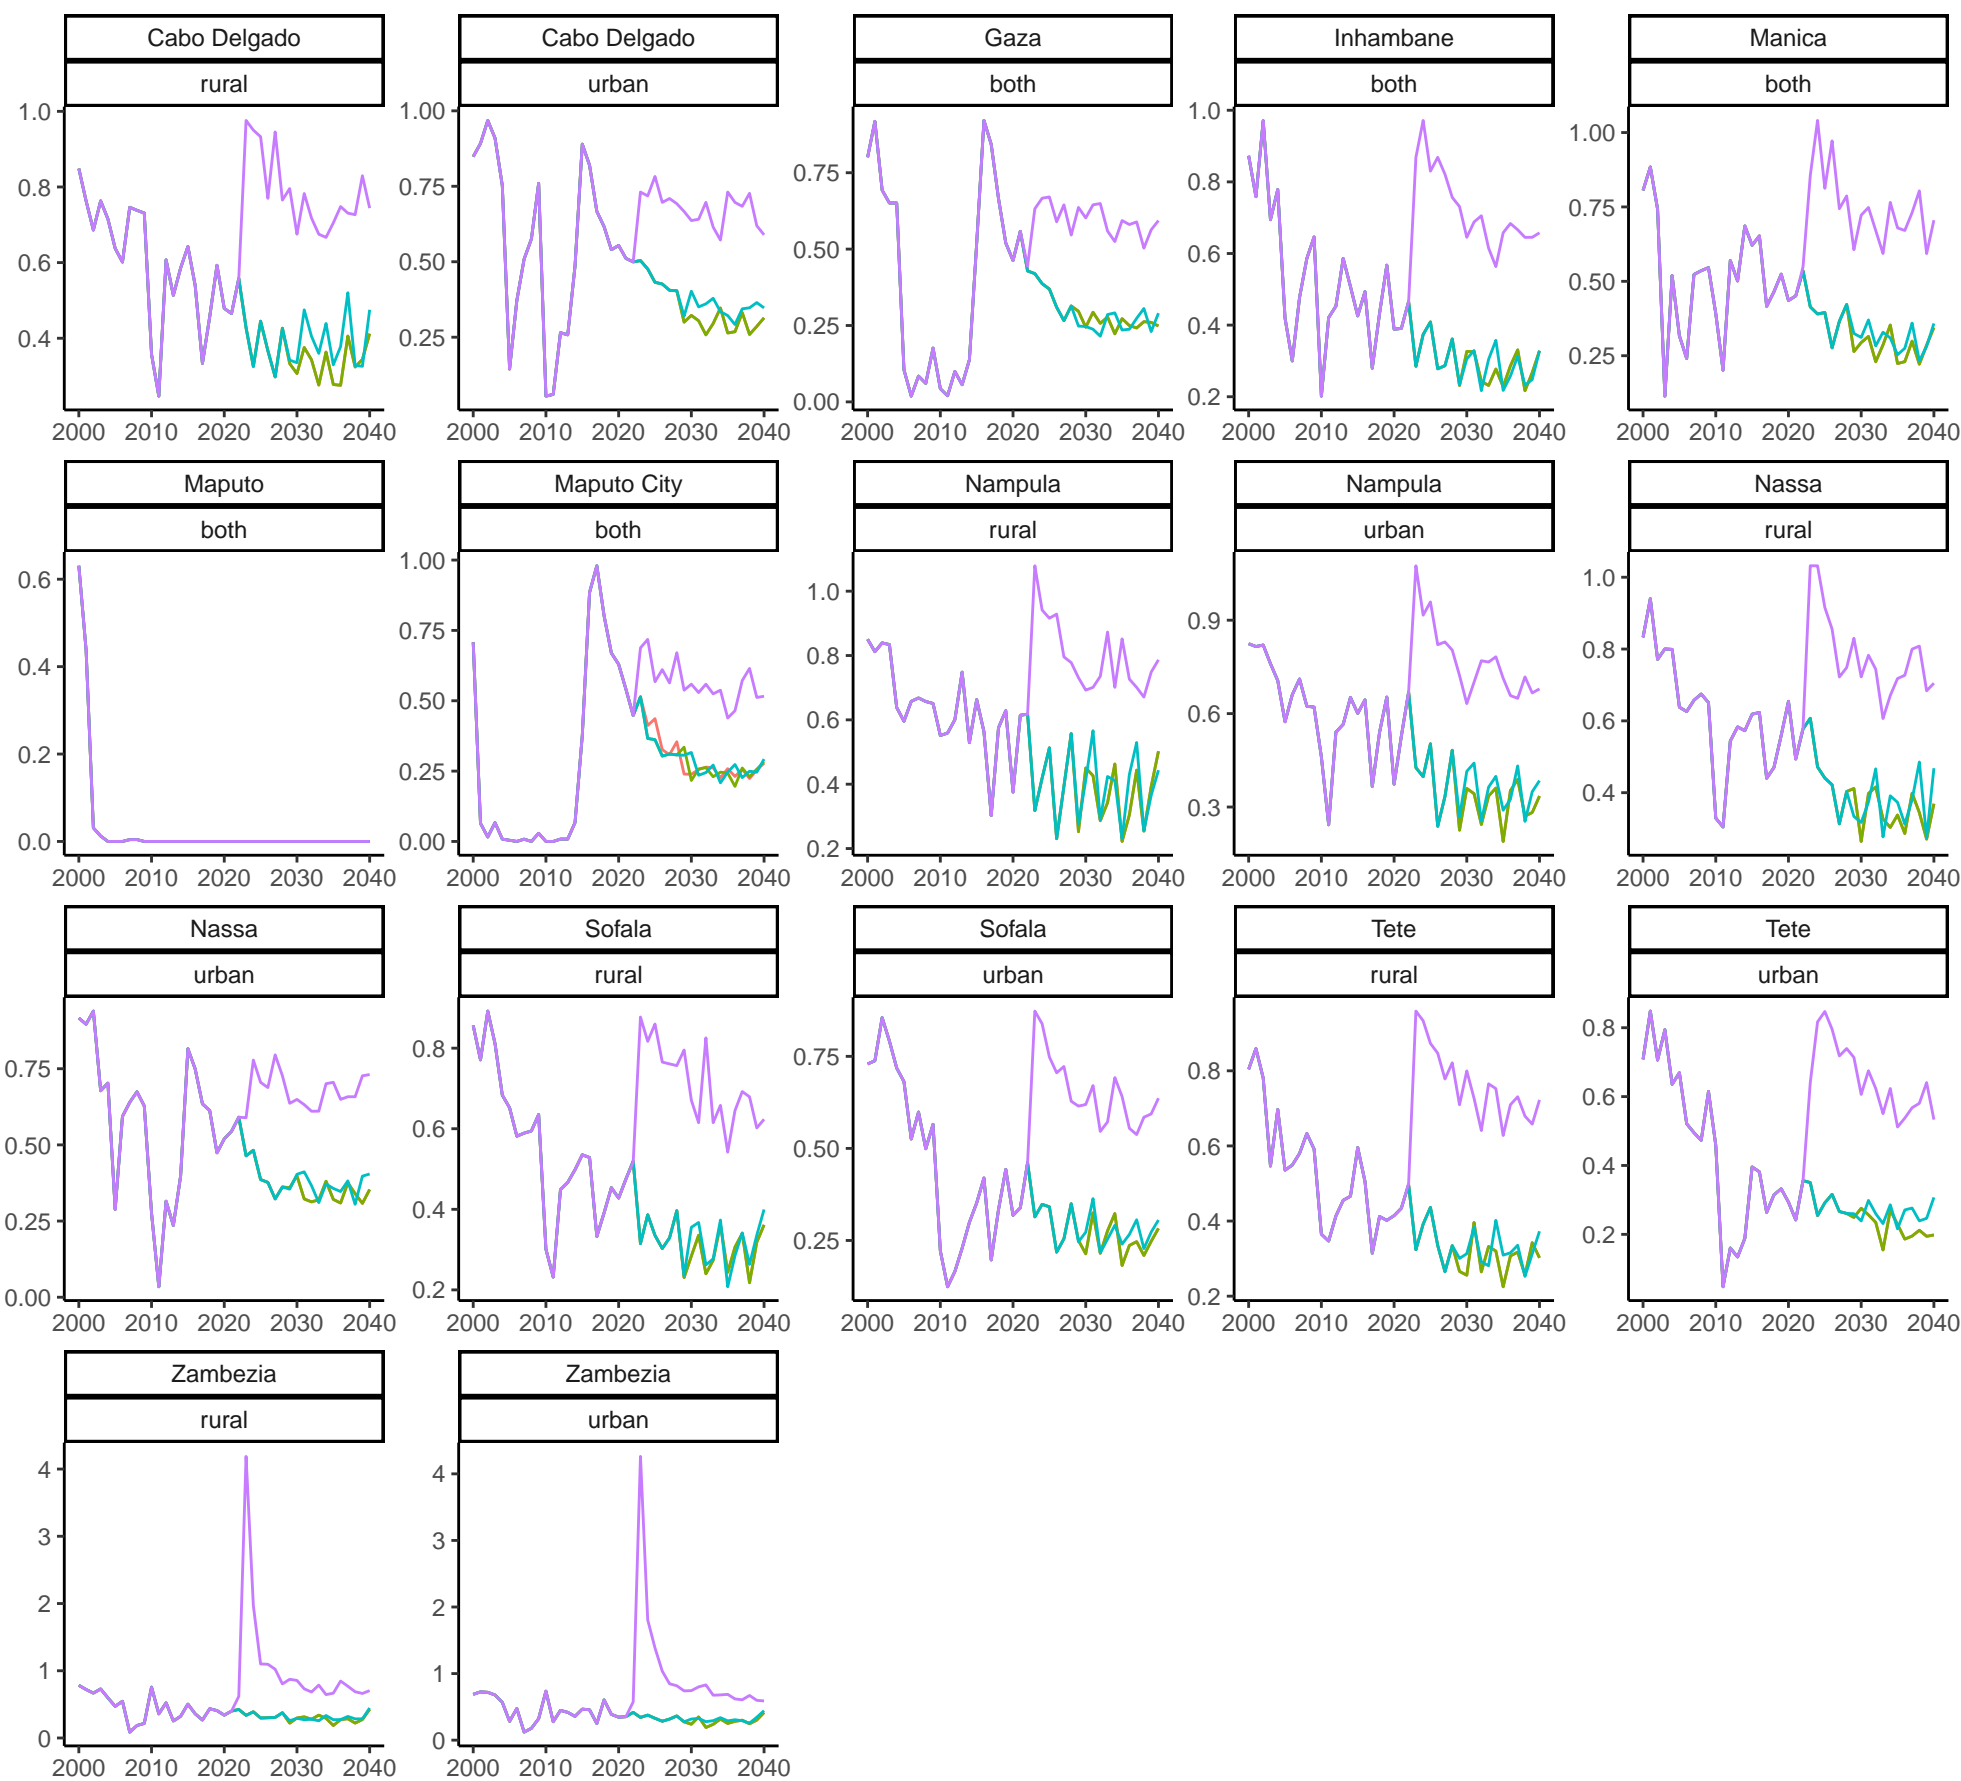 Cabo Delgado Cabo Delgado Gaza Inhambane Manica
rural urban both both both
1.0 1.00 0.75 1.0 1.00
0.8 0.75 0.50 0.8 0.75
0.6 0.50 0.25 0.6 0.50
0.4 0.25 0.00 0.4 0.25
0.2
2000 2010 2020 2030 2040 2000 2010 2020 2030 2040 2000 2010 2020 2030 2040 2000 2010 2020 2030 2040 2000 2010 2020 2030 2040
Maputo Maputo City Nampula Nampula Nassa
both both rural urban rural
0.6 1.00 1.0 0.9 1.0
0.4 0.75 0.8 0.6 0.8
0.2 0.50 0.6 0.3 0.6
0.0 0.25 0.4 0.4
0.00 0.2
2000 2010 2020 2030 2040 2000 2010 2020 2030 2040 2000 2010 2020 2030 2040 2000 2010 2020 2030 2040 2000 2010 2020 2030 2040
Nassa Sofala Sofala Tete Tete
urban rural urban rural urban
0.75 0.8 0.75 0.8 0.8
0.50 0.6 0.50 0.6 0.6
0.25 0.4 0.25 0.4 0.4
0.00 0.2 0.2 0.2
2000 2010 2020 2030 2040 2000 2010 2020 2030 2040 2000 2010 2020 2030 2040 2000 2010 2020 2030 2040 2000 2010 2020 2030 2040
Zambezia Zambezia
rural urban
4 4
3 3
2 2
1 1
0 0
2000 2010 2020 2030 2040 2000 2010 2020 2030 2040